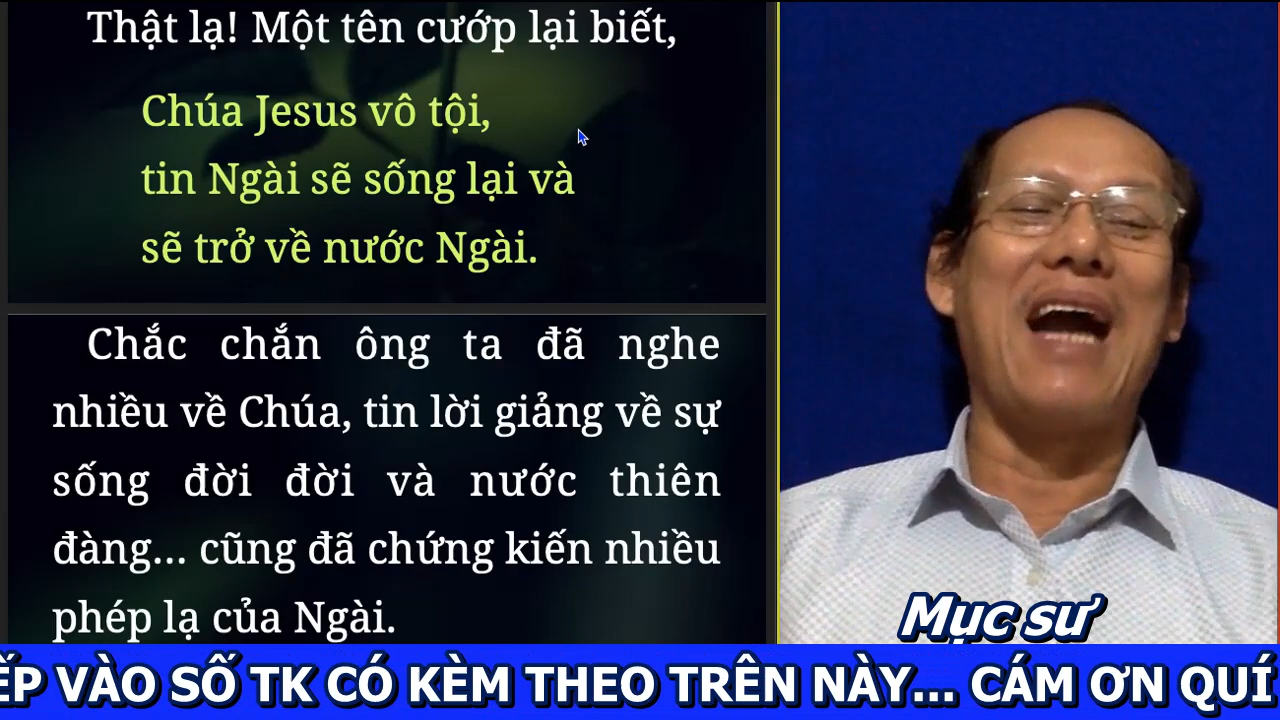 Thật lạ! Một tên cướp lại biết,
Chúa Jesus vô tội,
tin Ngài sẽ sống lại và
sẽ trở về nước Ngài.
Chắc chắn ông ta đã nghe
nhiều về Chúa, tin lời giảng về sự
sống đời đời và nước thiên
đàng... cũng đã chứng kiến nhiều
phép lạ của Ngài.
Mục sư
VÀO SỐ TK CÓ KÈM THEO TRÊN NÀY... CÁM ƠN QUÍ